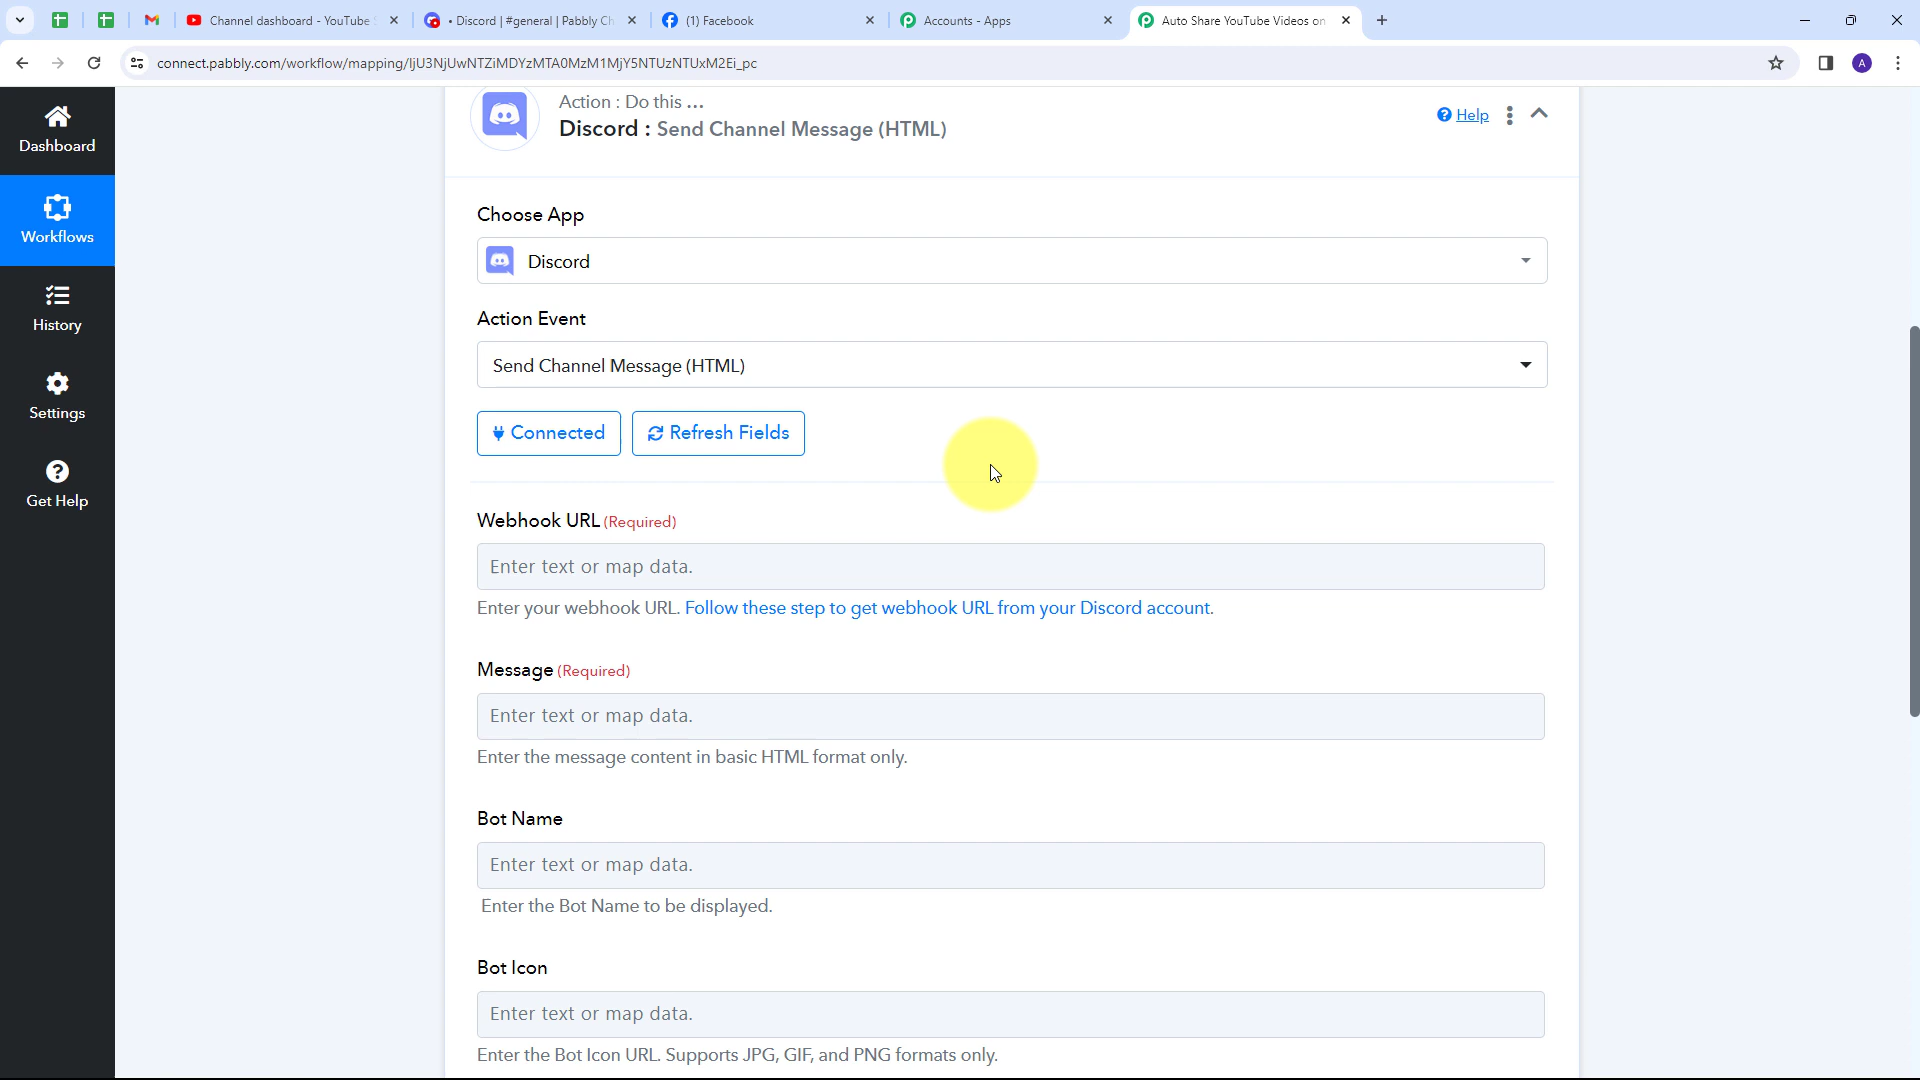 Channel dashboard - YouTube
• Discord | #general | Pabbly C
(1) Facebook
Accounts - Apps
Auto Share YouTube Videos on
connect.pabbly.com/workflow/mapping/IjU3NjUwNTZiMDYzMTA0MzM1MjY5NTUzNTUxM2Ei_pc
A
Dashboard
Workflows
History
Settings
Get Help
Action : Do this ...
Discord : Send Channel Message (HTML)
Help
Choose App
Discord
Action Event
Send Channel Message (HTML)
Connected
Refresh Fields
Webhook URL (Required)
Enter text or map data.
Enter your webhook URL. Follow these step to get webhook URL from your Discord account.
Message (Required)
Enter text or map data.
Enter the message content in basic HTML format only.
Bot Name
Enter text or map data.
Enter the Bot Name to be displayed.
Bot Icon
Enter text or map data.
Enter the Bot Icon URL. Supports JPG, GIF, and PNG formats only.